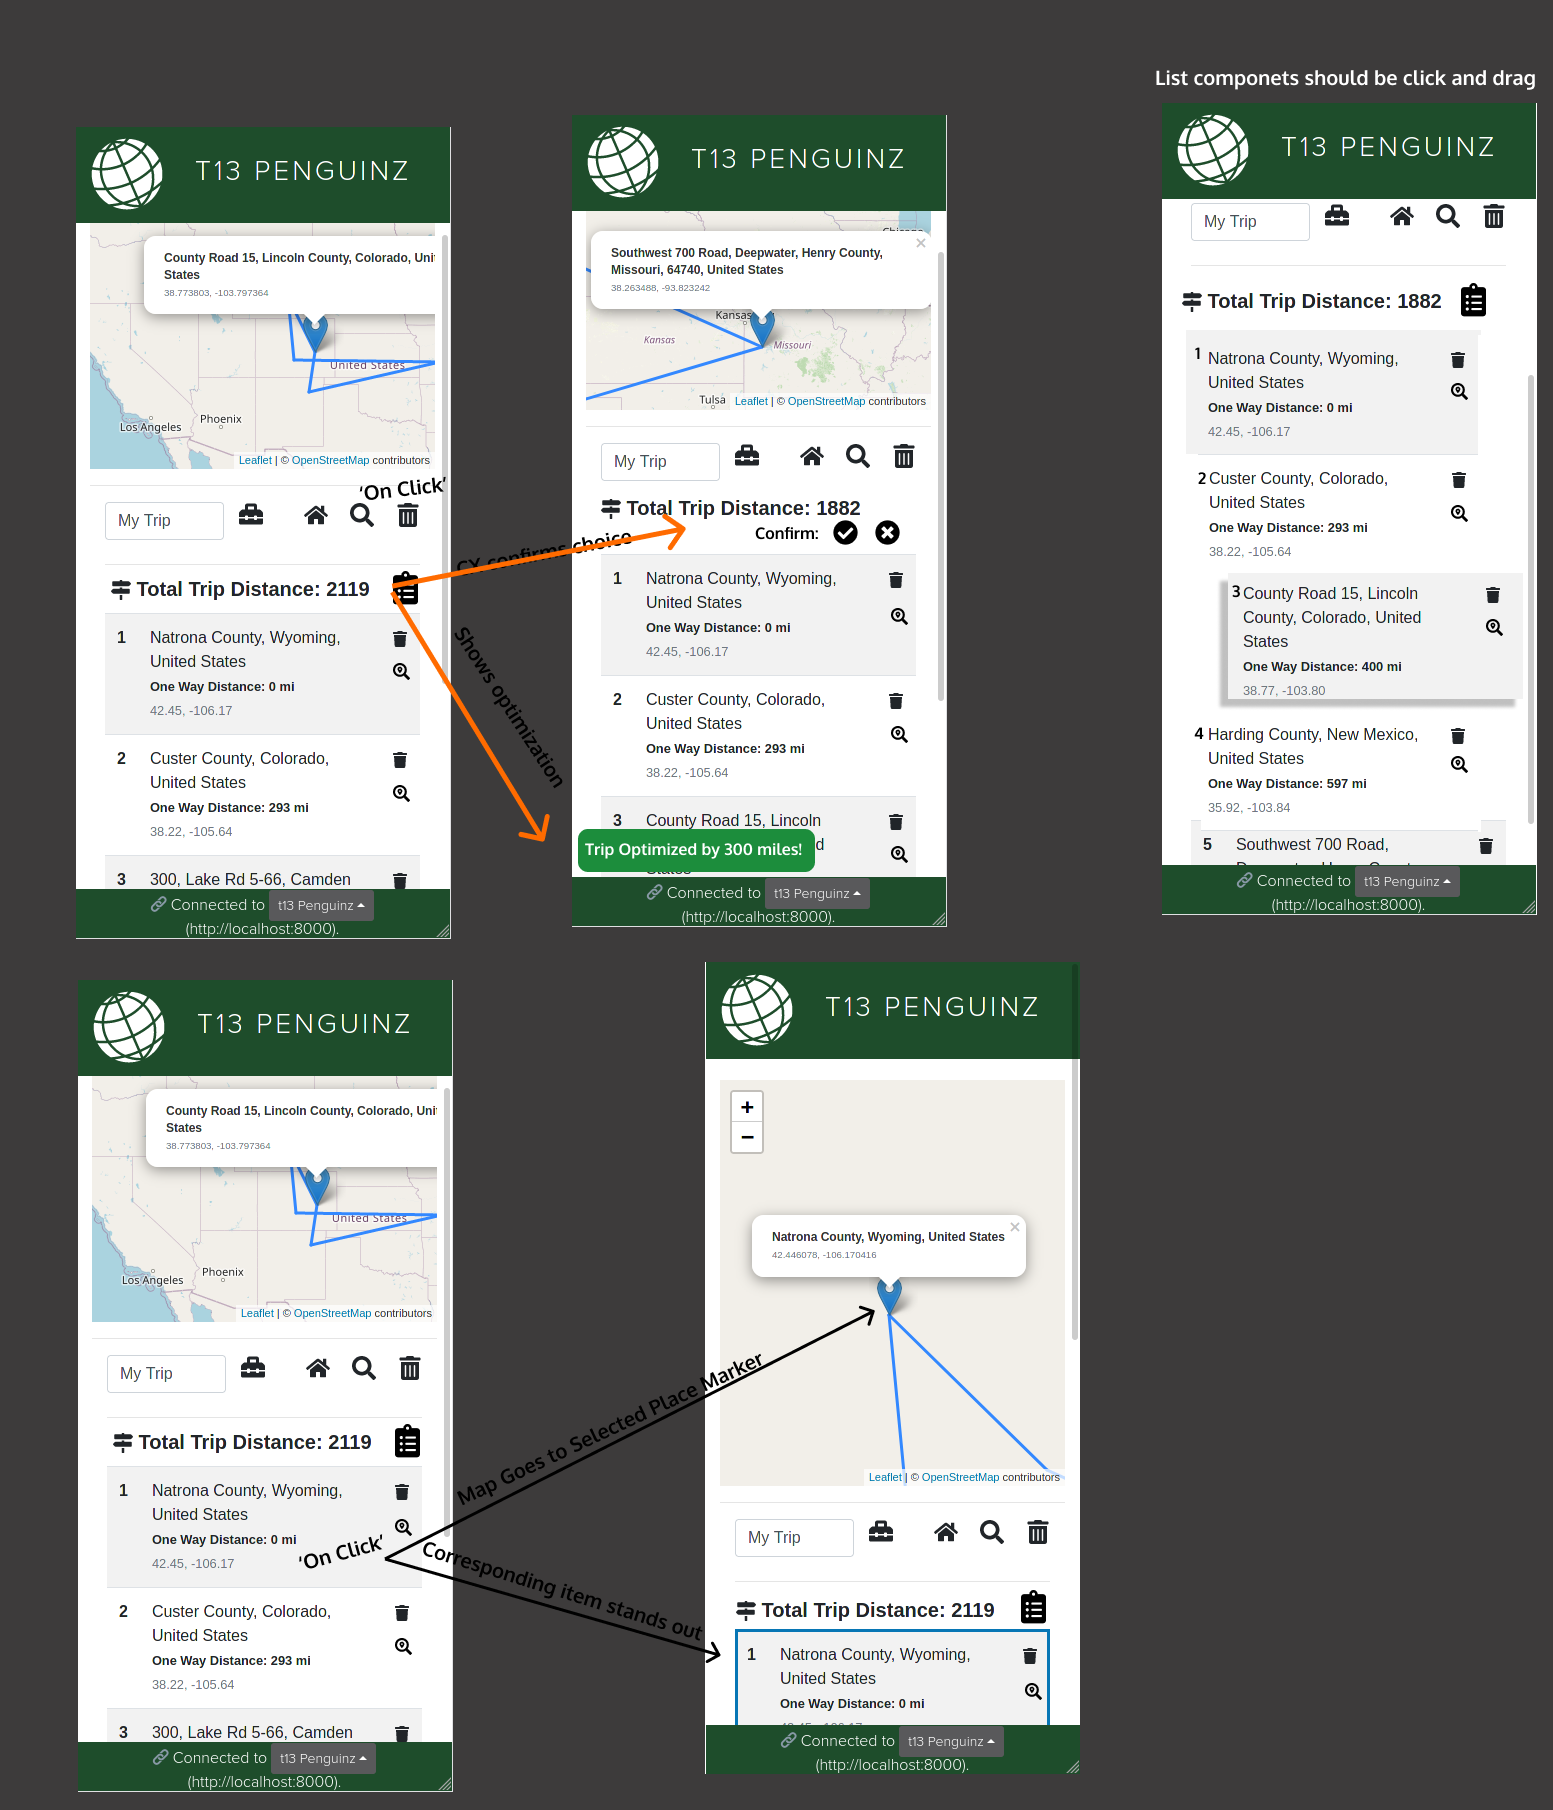 List componets should be click and drag
T13 PENGUINZ
County Road 15, Lincoln County, Colorado, Uni
States
38.773803, -103.797364
United States
Phoenix
Los Angeles
Leaflet | © OpenStreetMap contributors
'On Click'
My Trip
Total Trip Distance: 2119
1 Natrona County, Wyoming,
United States
One Way Distance: 0 mi
42.45, -106.17
2 Custer County, Colorado,
United States
One Way Distance: 293 mi
38.22, -105.64
3 300, Lake Rd 5-66, Camden
Connected to t13 Penguinz
(http://localhost:8000).
CX confirms choice
Shows optimization
T13 PENGUINZ
Chicago
Southwest 700 Road, Deepwater, Henry County,
Missouri, 64740, United States
38.263488, -93.823242
×
Kansas
Kansas
Missouri
Tulsa
Leaflet | © OpenStreetMap contributors
My Trip
Total Trip Distance: 1882
Confirm:
1 Natrona County, Wyoming,
United States
One Way Distance: 0 mi
42.45, -106.17
2 Custer County, Colorado,
United States
One Way Distance: 293 mi
38.22, -105.64
3 County Road 15, Lincoln
d
States
Trip Optimized by 300 miles!
Connected to t13 Penguinz
(http://localhost:8000).
T13 PENGUINZ
My Trip
Total Trip Distance: 1882
1 Natrona County, Wyoming,
United States
One Way Distance: 0 mi
42.45, -106.17
2 Custer County, Colorado,
United States
One Way Distance: 293 mi
38.22, -105.64
3 County Road 15, Lincoln
County, Colorado, United
States
One Way Distance: 400 mi
38.77, -103.80
4 Harding County, New Mexico,
United States
One Way Distance: 597 mi
35.92, -103.84
5 Southwest 700 Road,
Connected to t13 Penguinz
(http://localhost:8000).
T13 PENGUINZ
County Road 15, Lincoln County, Colorado, Uni
States
38.773803, -103.797364
United States
Phoenix
Los Angeles
Leaflet | © OpenStreetMap contributors
My Trip
Total Trip Distance: 2119
1 Natrona County, Wyoming,
United States
One Way Distance: 0 mi
42.45, -106.17
'On Click'
2 Custer County, Colorado,
United States
One Way Distance: 293 mi
38.22, -105.64
3 300, Lake Rd 5-66, Camden
Connected to t13 Penguinz
(http://localhost:8000).
Map Goes to Selected Place Marker
Corresponding item stands out
T13 PENGUINZ
+
−
Natrona County, Wyoming, United States
42.446078, -106.170416
×
Leaflet | © OpenStreetMap contributors
My Trip
Total Trip Distance: 2119
1 Natrona County, Wyoming,
United States
One Way Distance: 0 mi
Connected to t13 Penguinz
(http://localhost:8000).